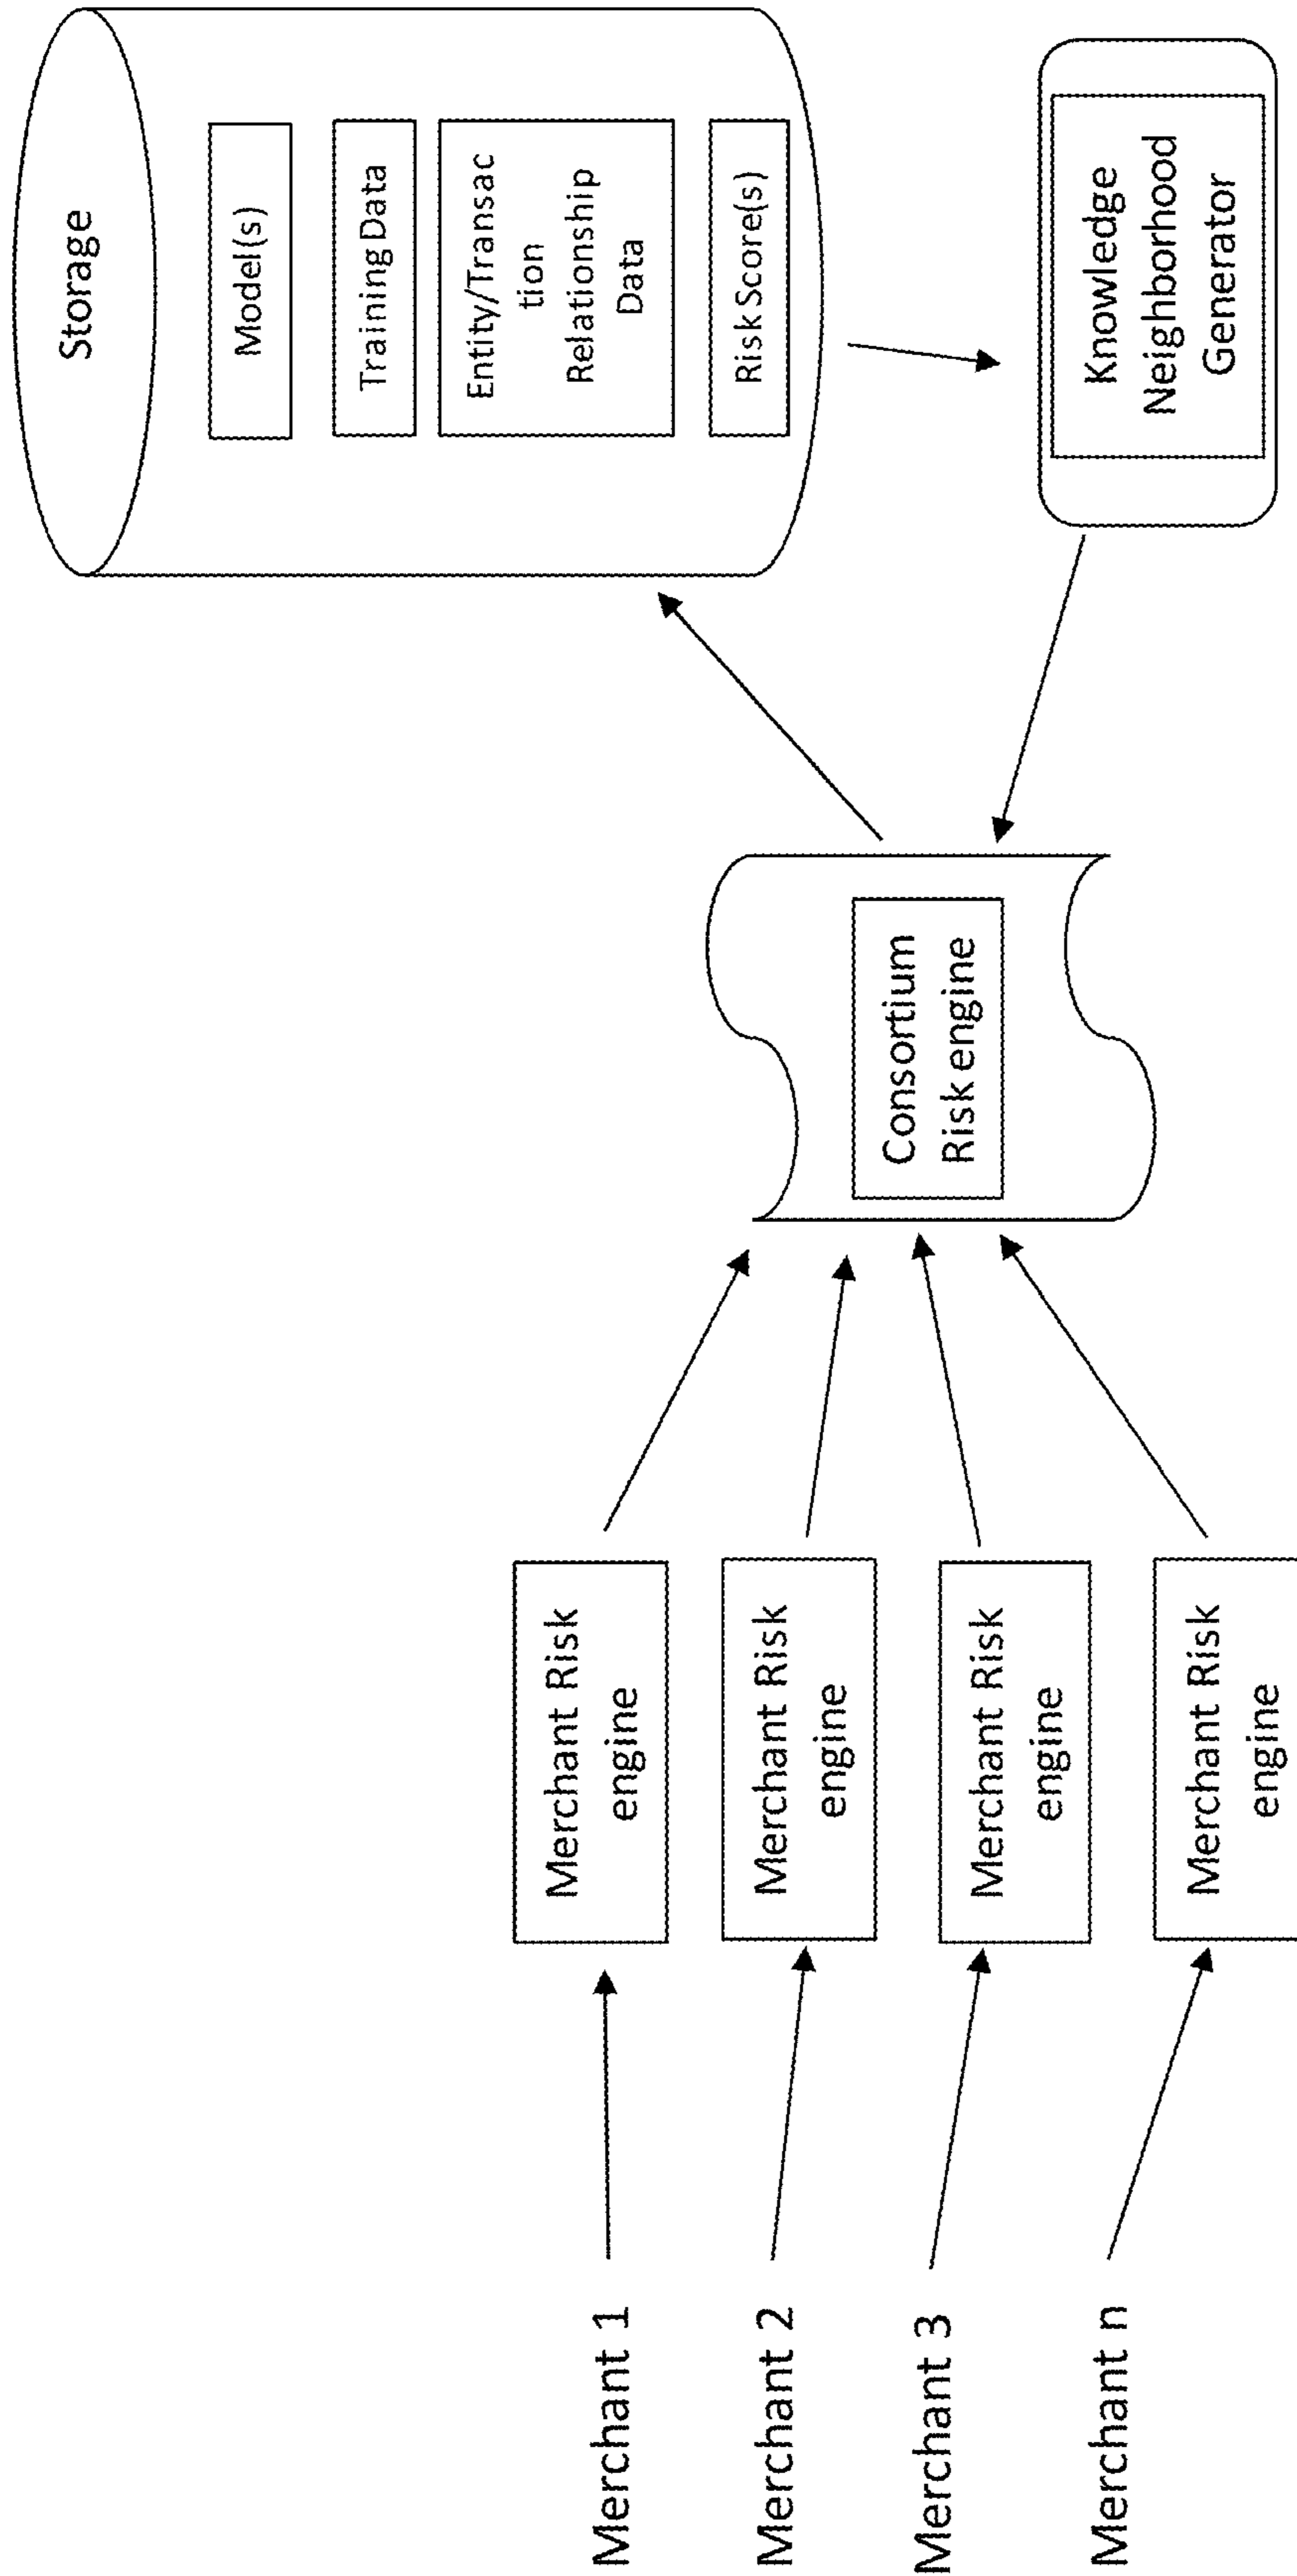 Merchant 1
Merchant 2
Merchant 3
Merchant n
Merchant Risk
engine
Merchant Risk
engine
Merchant Risk
engine
Merchant Risk
engine
Consortium
Risk engine
Storage
Model(s)
Training Data
Entity/Transac
tion
Relationship
Data
Risk Score(s)
Knowledge
Neighborhood
Generator